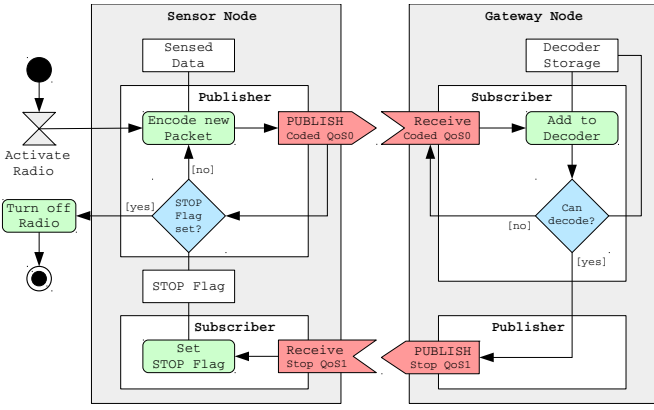 Sensor Node
Gateway Node
Sensed
Data
Decoder
Storage
Publisher
Subscriber
Encode new
Packet
PUBLISH
Coded QoS0
Receive
Coded QoS0
Add to
Decoder
Activate
Radio
[no]
[yes]
STOP
Flag
set?
Turn off
Radio
Can
decode?
[no]
[yes]
STOP Flag
Subscriber
Publisher
Set
STOP Flag
Receive
Stop QoS1
PUBLISH
Stop QoS1